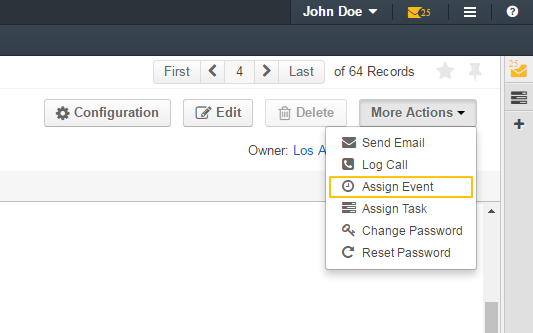 John Doe 25
First 4 Last of 64 Records
25
Configuration Edit Delete More Actions
Owner: Los A
Send Email
Log Call
Assign Event
Assign Task
Change Password
Reset Password